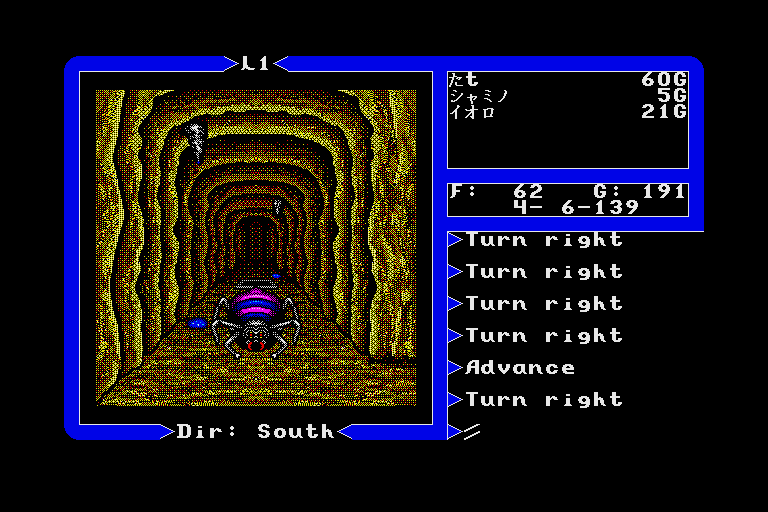 L1
たt 60G
シャミノ 5G
イオロ 21G
F: 62 G: 191
4- 6-139
Turn right
Turn right
Turn right
Turn right
Advance
Turn right
Dir: South